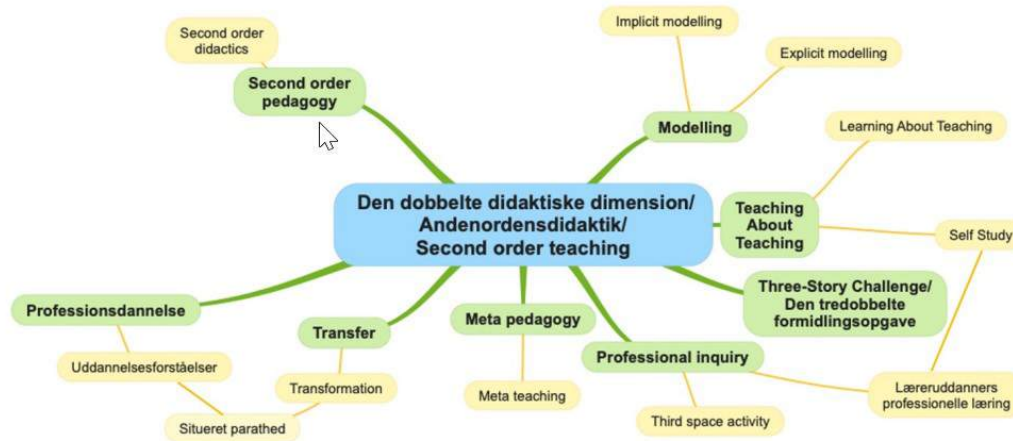 Implicit modelling
Second order
didactics
Explicit modelling
Second order
pedagogy
Modelling
Learning About Teaching
Den dobbelte didaktiske dimension/
Andenordensdidaktik/
Second order teaching
Teaching
About
Teaching
Self Study
Three-Story Challenge/
Den tredobbelte
formidlingsopgave
Professionsdannelse
Transfer
Meta pedagogy
Professional inquiry
Uddannelsesforståelser
Transformation
Meta teaching
Læreruddanners
professionelle læring
Situeret parathed
Third space activity